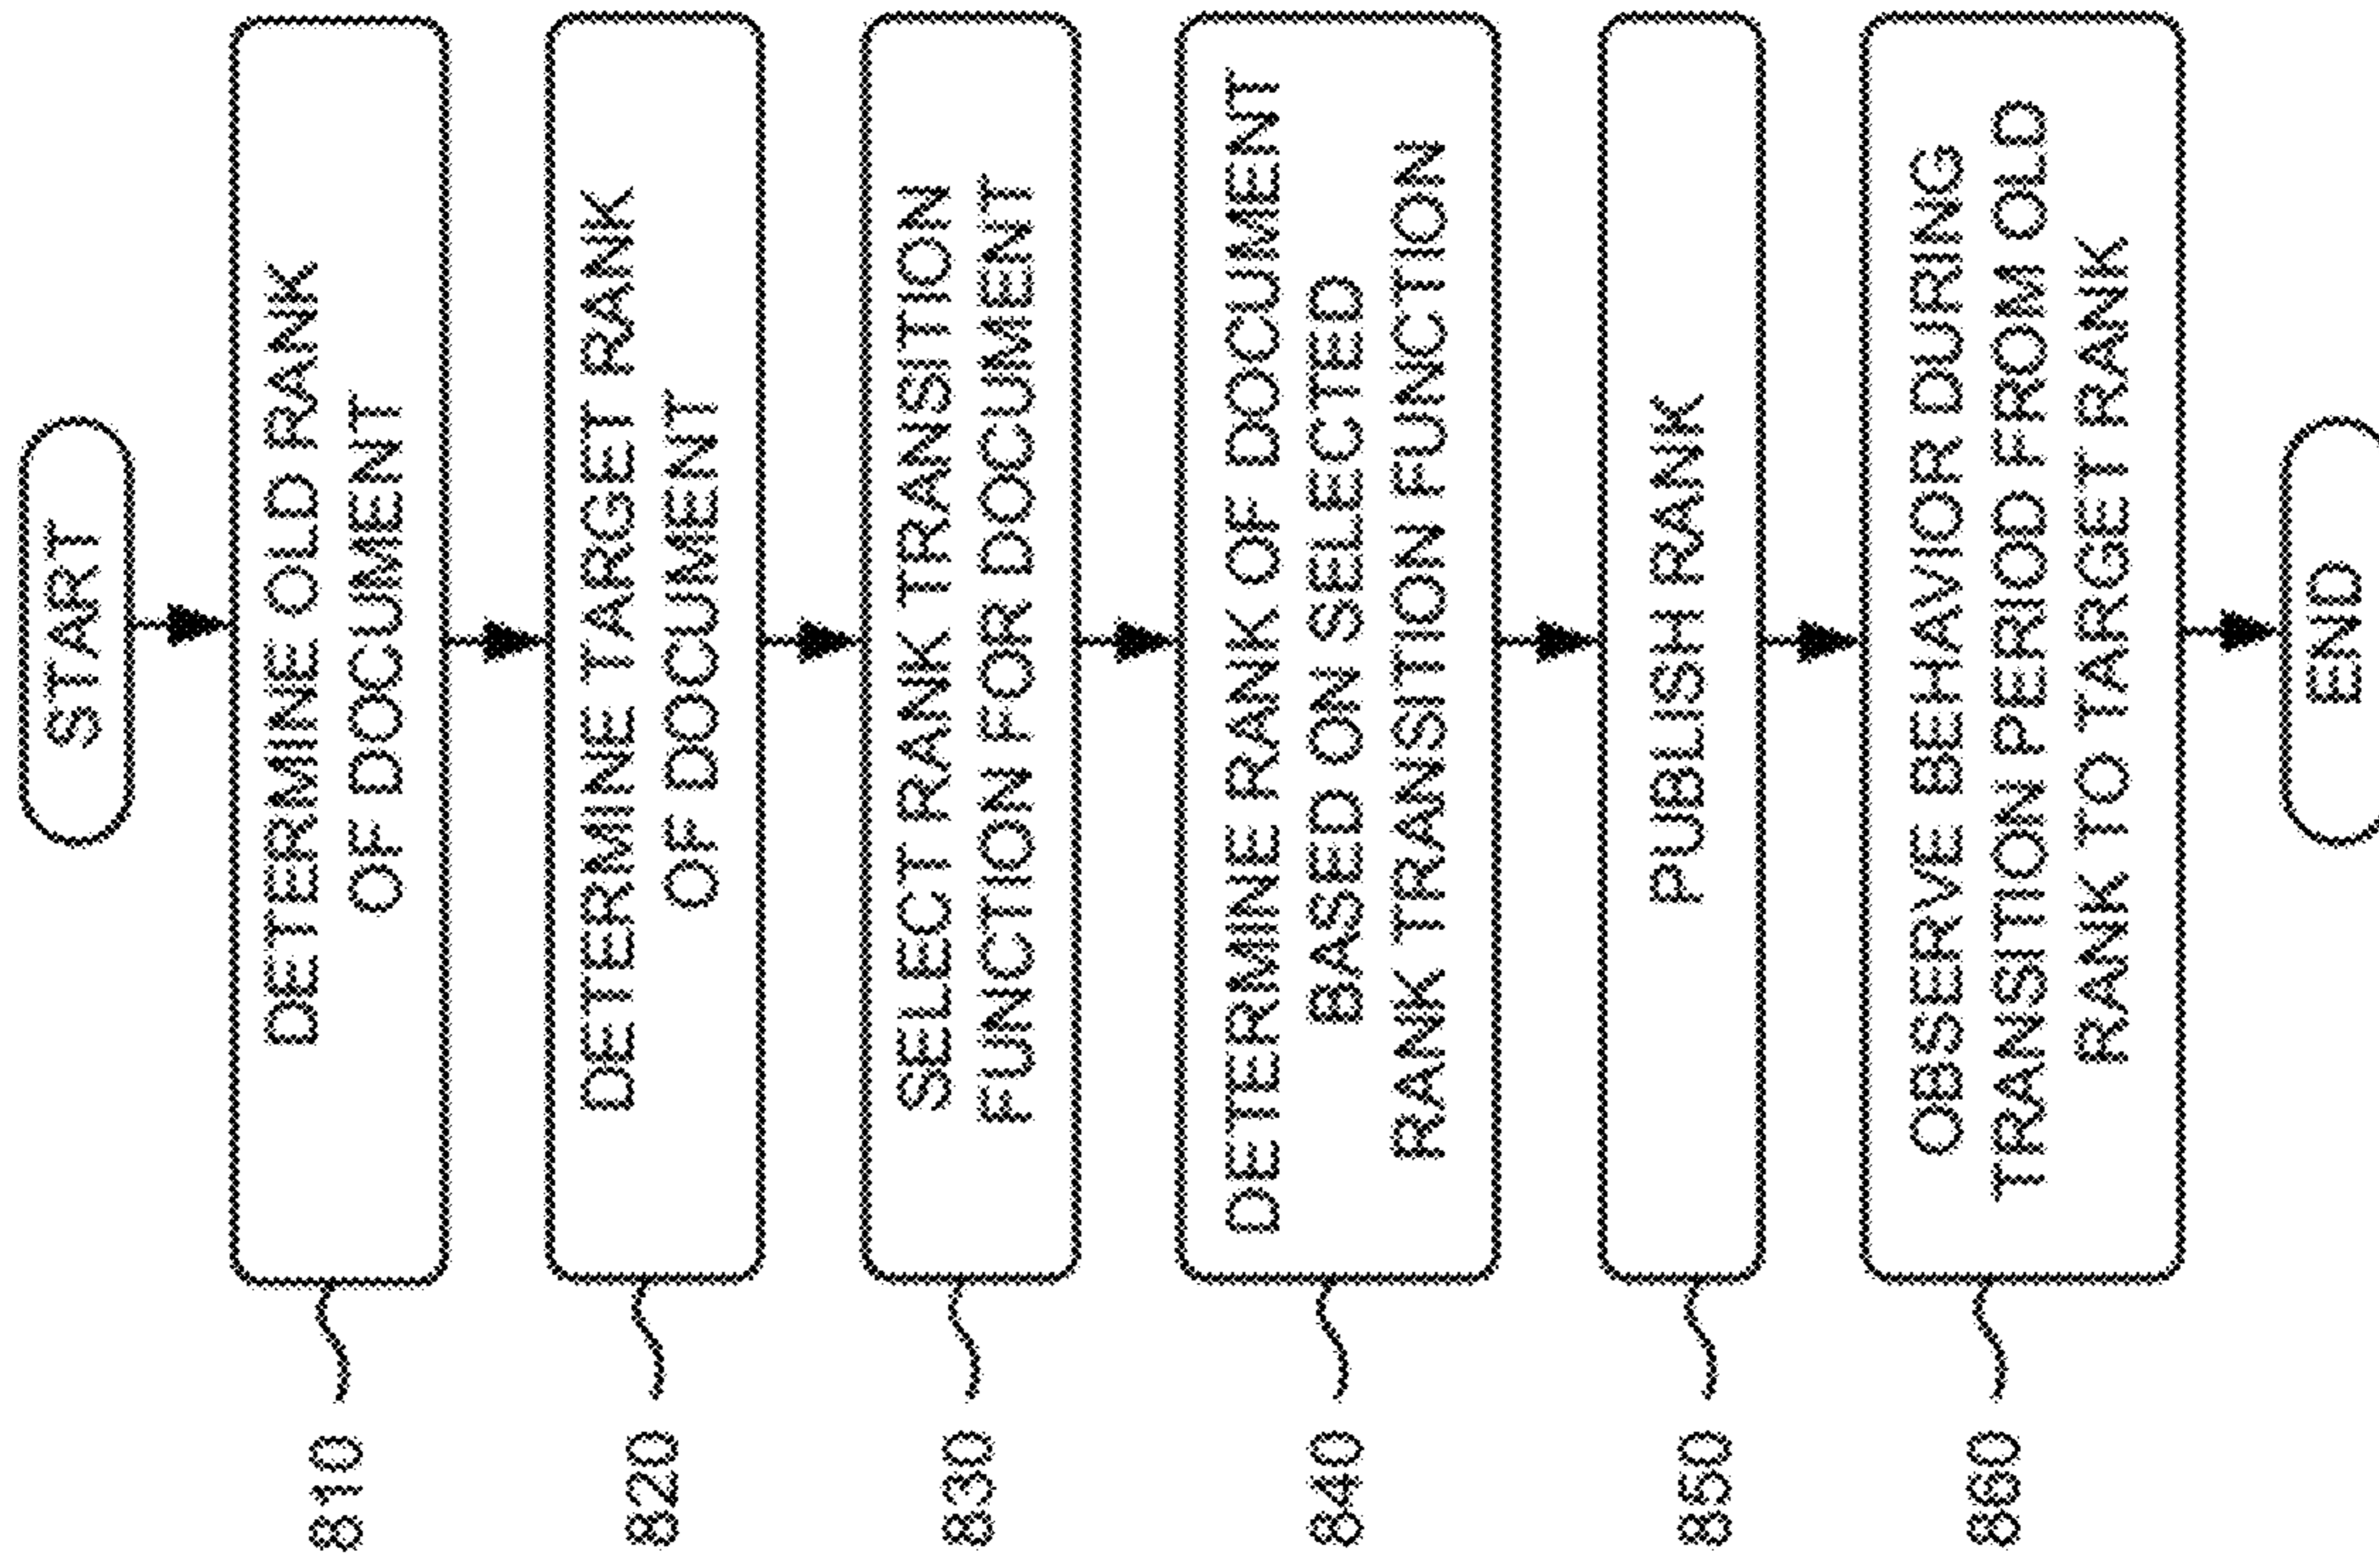 START
810
DETERMINE OLD RANK
OF DOCUMENT
820
DETERMINE TARGET RANK
OF DOCUMENT
830
SELECT RANK TRANSITION
FUNCTION FOR DOCUMENT
840
DETERMINE RANK OF DOCUMENT
BASED ON SELECTED
RANK TRANSITION FUNCTION
850
PUBLISH RANK
860
OBSERVE BEHAVIOR DURING
TRANSITION PERIOD FROM OLD
RANK TO TARGET RANK
END